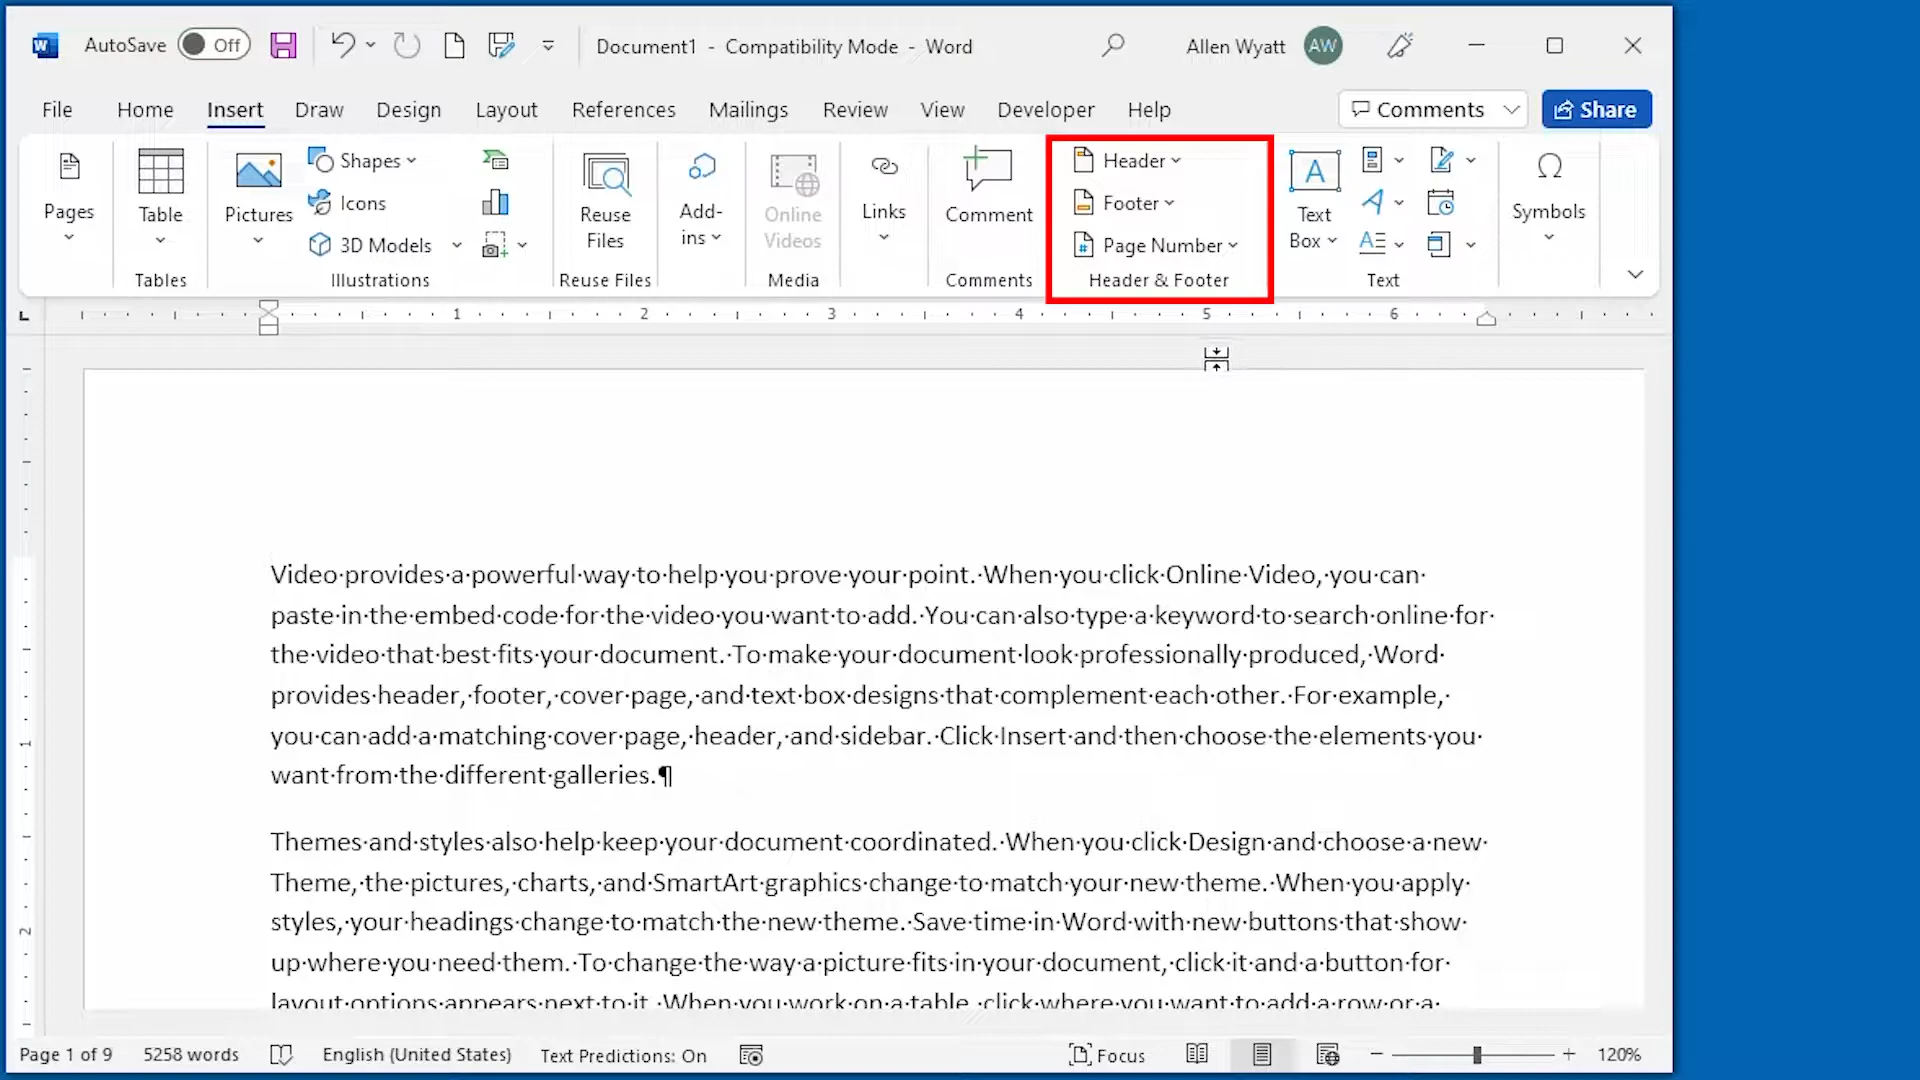 AutoSave Off Document1 - Compatibility Mode - Word Allen Wyatt AW
File Home Insert Draw Design Layout References Mailings Review View Developer Help Comments Share
Pages
Table
Tables
Pictures
Shapes
Icons
3D Models
Illustrations
Reuse
Files
Reuse Files
Add-
ins
Online
Videos
Media
Links
Comment
Comments
Header
Footer
Page Number
Header & Footer
Text
Box
Text
Symbols
1 2 3 4 5 6
Video·provides·a·powerful·way·to·help·you·prove·your·point.·When·you·click·Online·Video,·you·can·
paste·in·the·embed·code·for·the·video·you·want·to·add.·You·can·also·type·a·keyword·to·search·online·for·
the·video·that·best·fits·your·document.·To·make·your·document·look·professionally·produced,·Word·
provides·header,·footer,·cover·page,·and·text·box·designs·that·complement·each·other.·For·example,·
you·can·add·a·matching·cover·page,·header,·and·sidebar.·Click·Insert·and·then·choose·the·elements·you·
want·from·the·different·galleries.¶
Themes·and·styles·also·help·keep·your·document·coordinated.·When·you·click·Design·and·choose·a·new·
Theme,·the·pictures,·charts,·and·SmartArt·graphics·change·to·match·your·new·theme.·When·you·apply·
styles,·your·headings·change·to·match·the·new·theme.·Save·time·in·Word·with·new·buttons·that·show·
up·where·you·need·them.·To·change·the·way·a·picture·fits·in·your·document,·click·it·and·a·button·for·
layout·options·appears·next·to·it.·When·you·work·on·a·table,·click·where·you·want·to·add·a·row·or·a·
1
2
Page 1 of 9 5258 words English (United States) Text Predictions: On Focus 120%